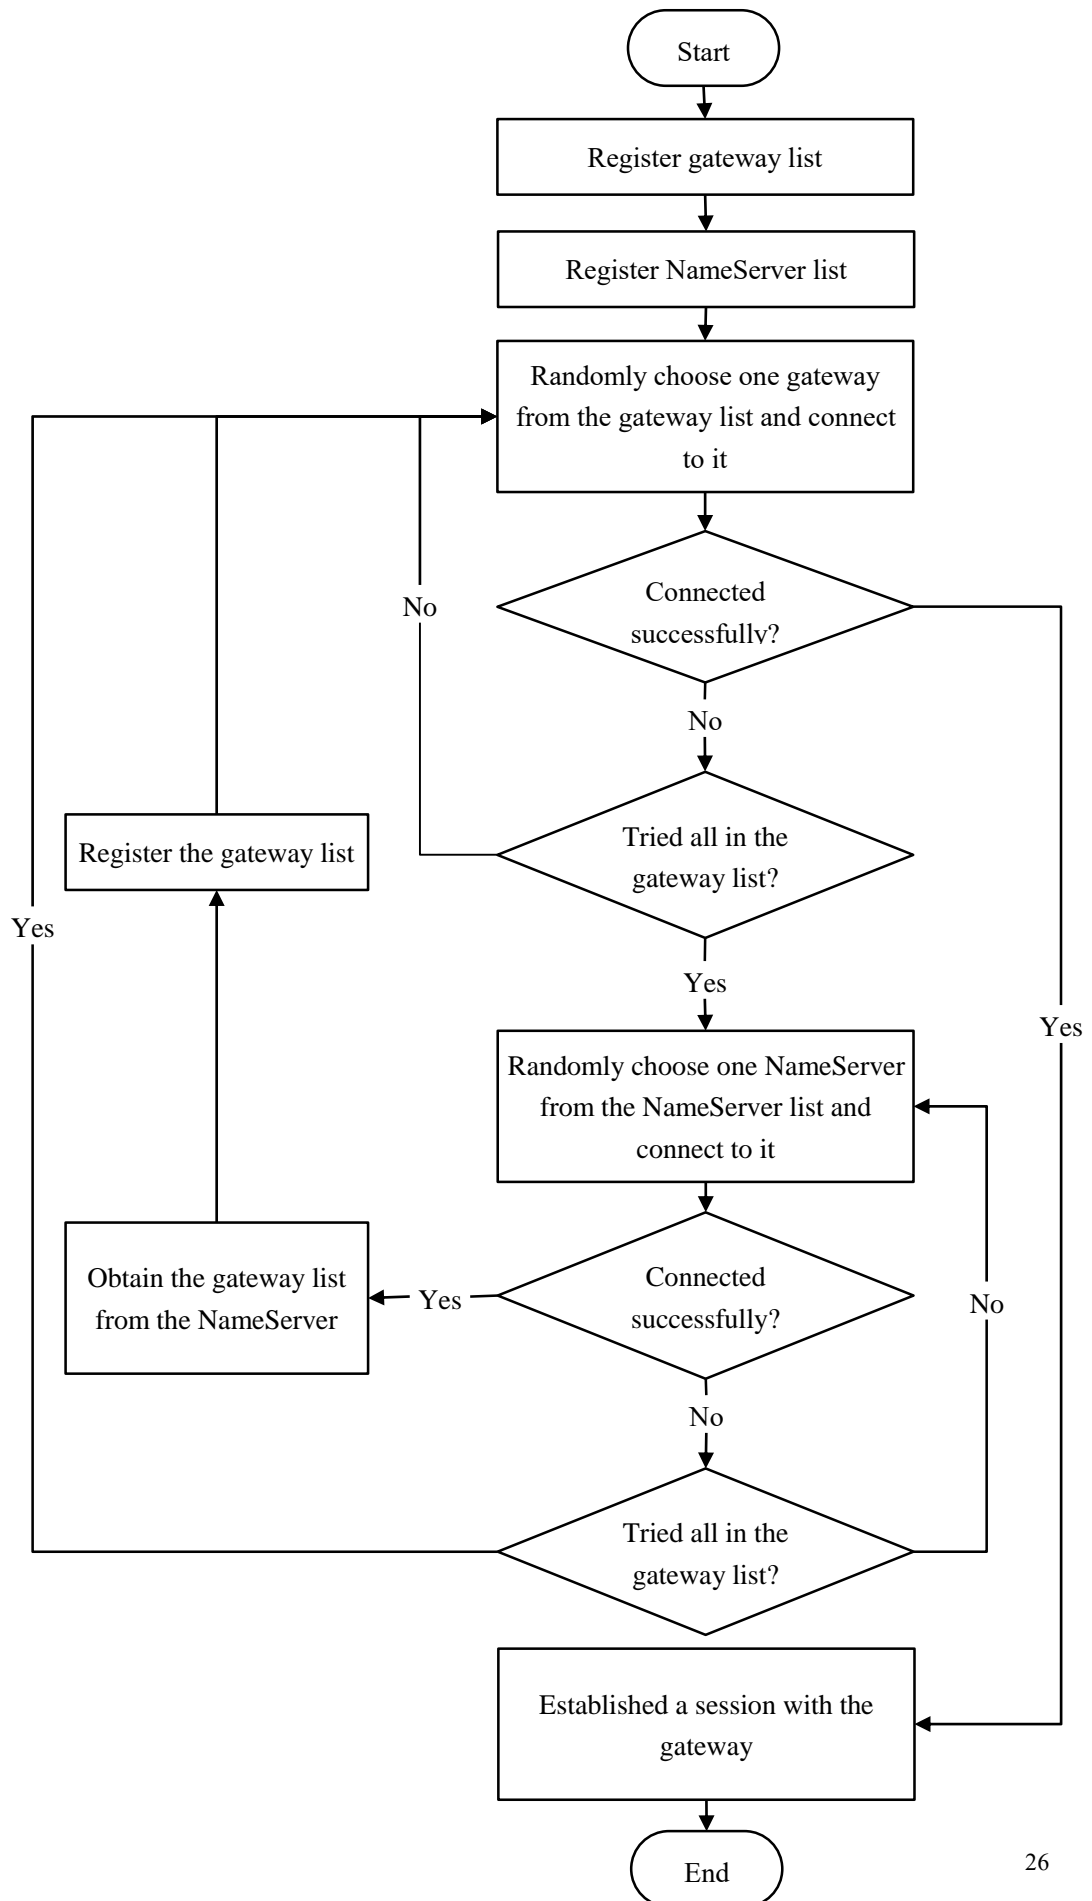 Start
Register gateway list
Register NameServer list
Randomly choose one gateway
from the gateway list and connect
to it
Connected
successfully?
No
No
Tried all in the
gateway list?
Register the gateway list
Yes
Yes
Yes
Randomly choose one NameServer
from the NameServer list and
connect to it
Obtain the gateway list
from the NameServer
Yes
Connected
successfully?
No
No
Tried all in the
gateway list?
Established a session with the
gateway
End
26